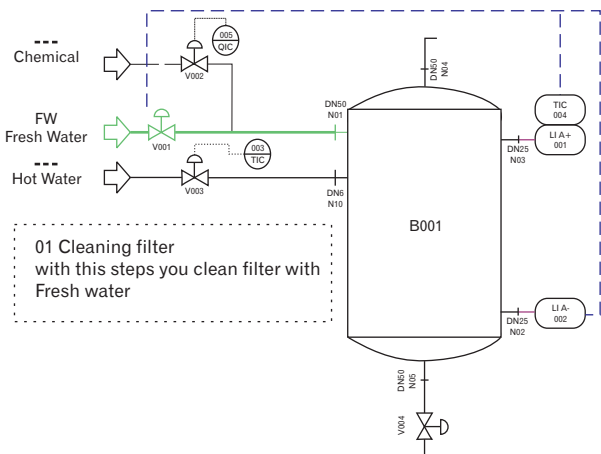 ---
Chemical
005
QIC
V002
FW
Fresh Water
V001
DN50
N01
---
Hot Water
003
TIC
V003
DN6
N10
DN50
N04
TIC
004
LI A+
001
DN25
N03
B001
01 Cleaning filter
with this steps you clean filter with
Fresh water
LI A-
002
DN25
N02
DN50
N05
V004